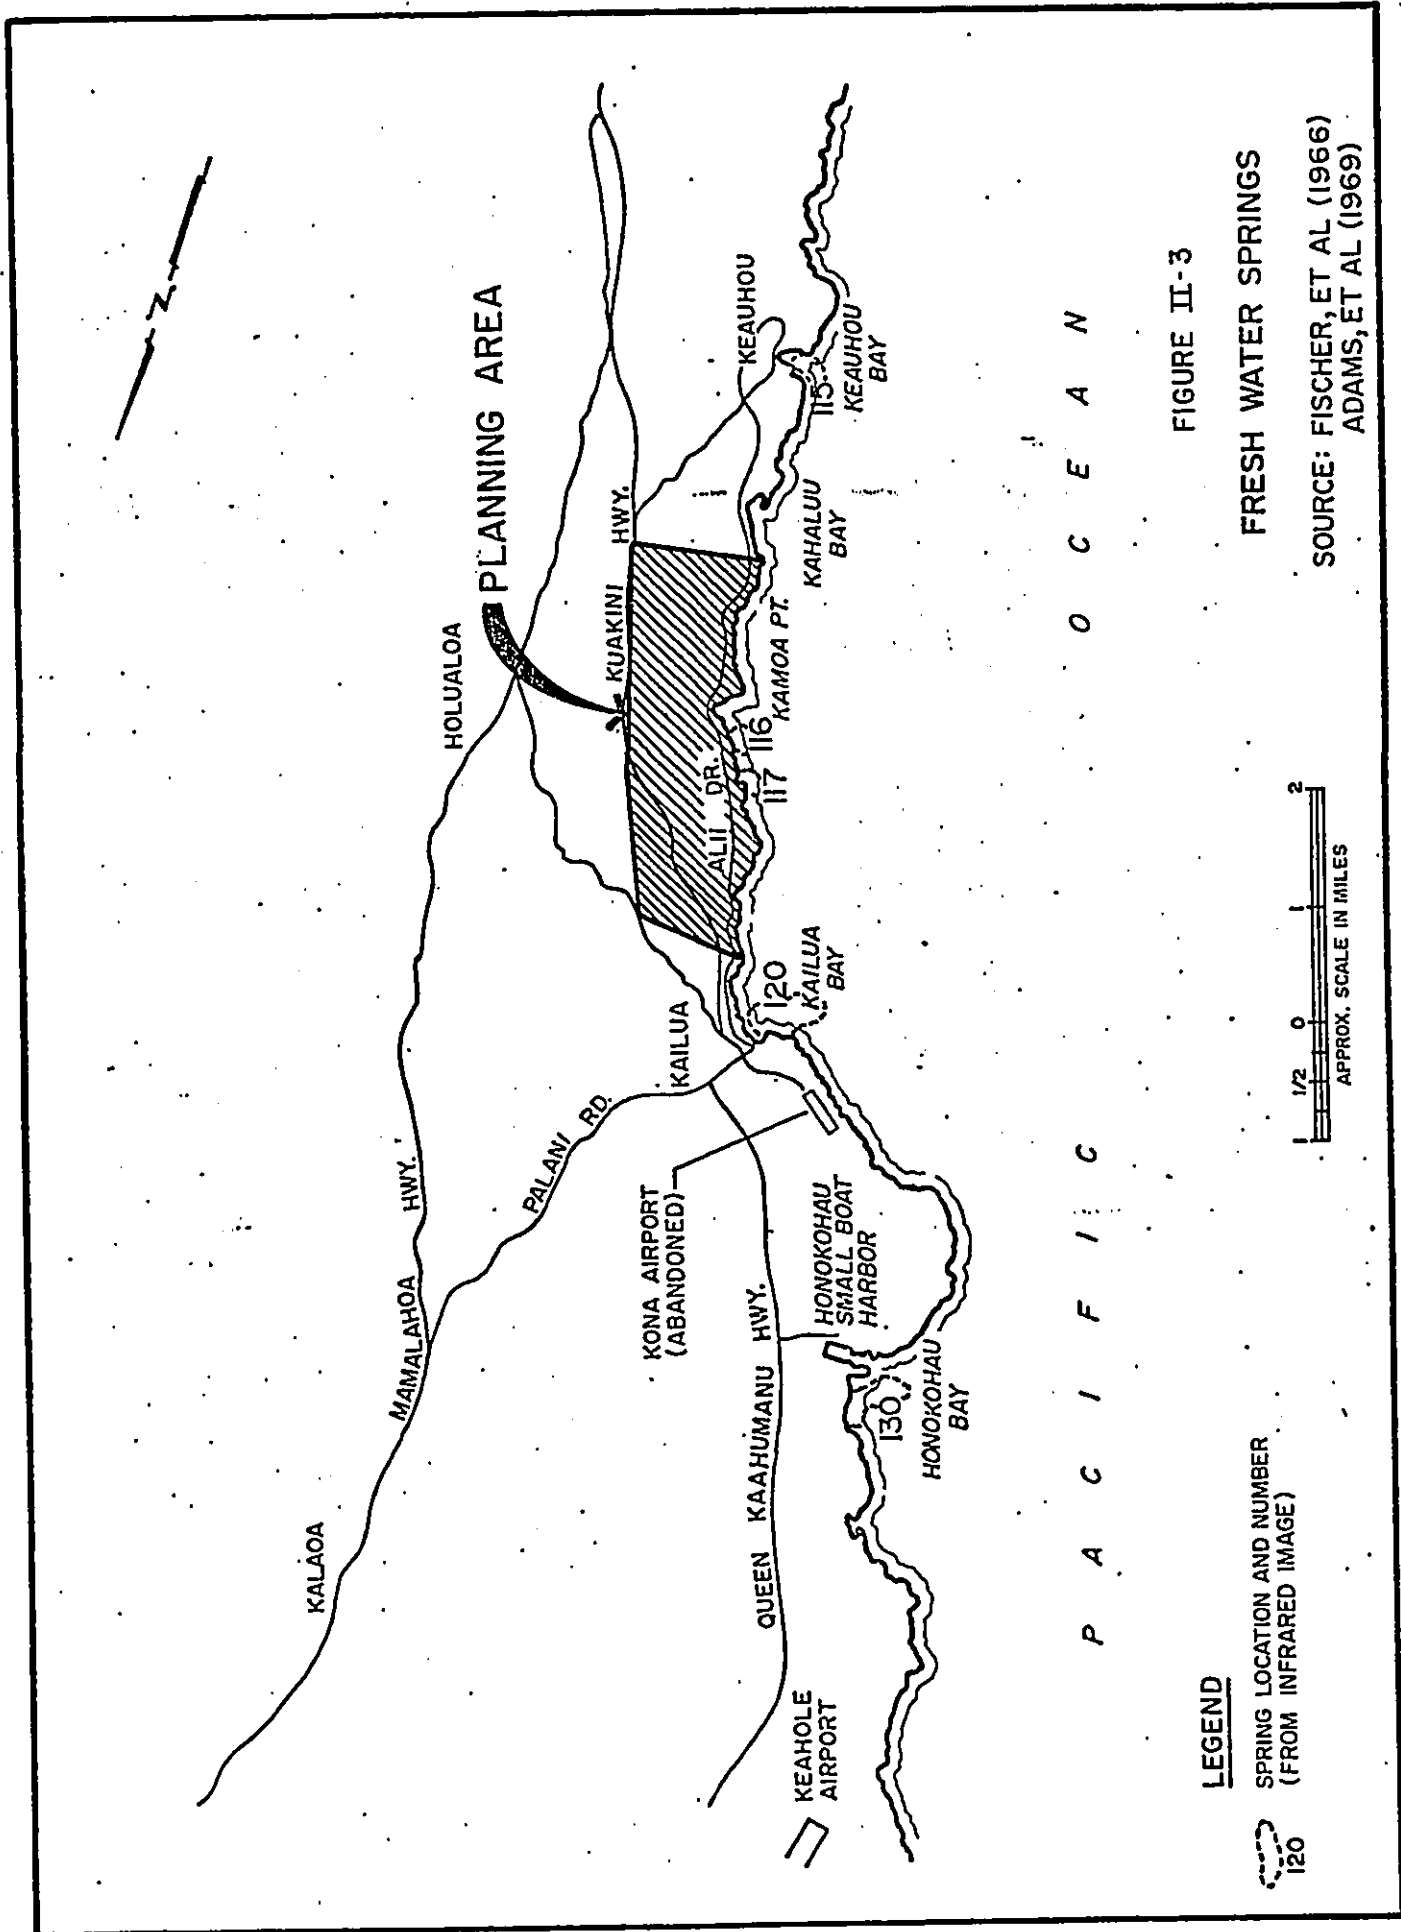 N
PLANNING AREA
HOLUALOA
KUAKINI HWY.
KEAUHOU
MAMALAHOA HWY.
PALANI RD.
KAILUA
ALII DR.
KALAOA
KONA AIRPORT
(ABANDONED)
QUEEN KAAHUMANU HWY.
HONOKOHAU
SMALL BOAT
HARBOR
KEAHOLE
AIRPORT
130
HONOKOHAU
BAY
120
KAILUA
BAY
117
116
KAMOA PT.
KAHALUU
BAY
115
KEAUHOU
BAY
PACIFIC OCEAN
LEGEND
120
SPRING LOCATION AND NUMBER
(FROM INFRARED IMAGE)
1 1/2 0 1 2
APPROX. SCALE IN MILES
FIGURE II-3
FRESH WATER SPRINGS
SOURCE: FISCHER, ET AL (1966)
ADAMS, ET AL (1969)